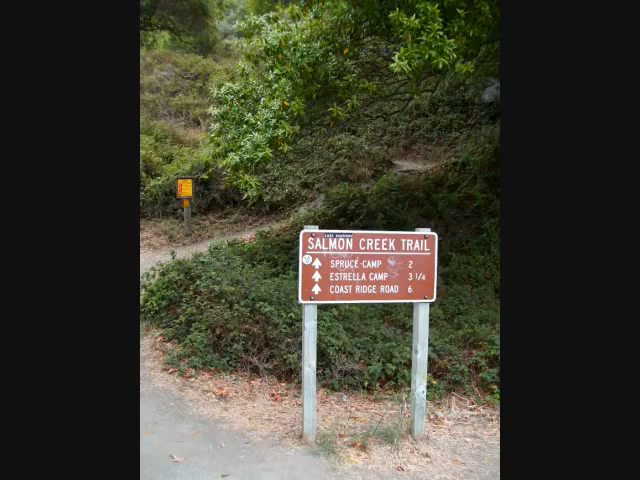 SALMON CREEK TRAIL
SPRUCE CAMP 2
ESTRELLA CAMP 3 1/4
COAST RIDGE ROAD 6